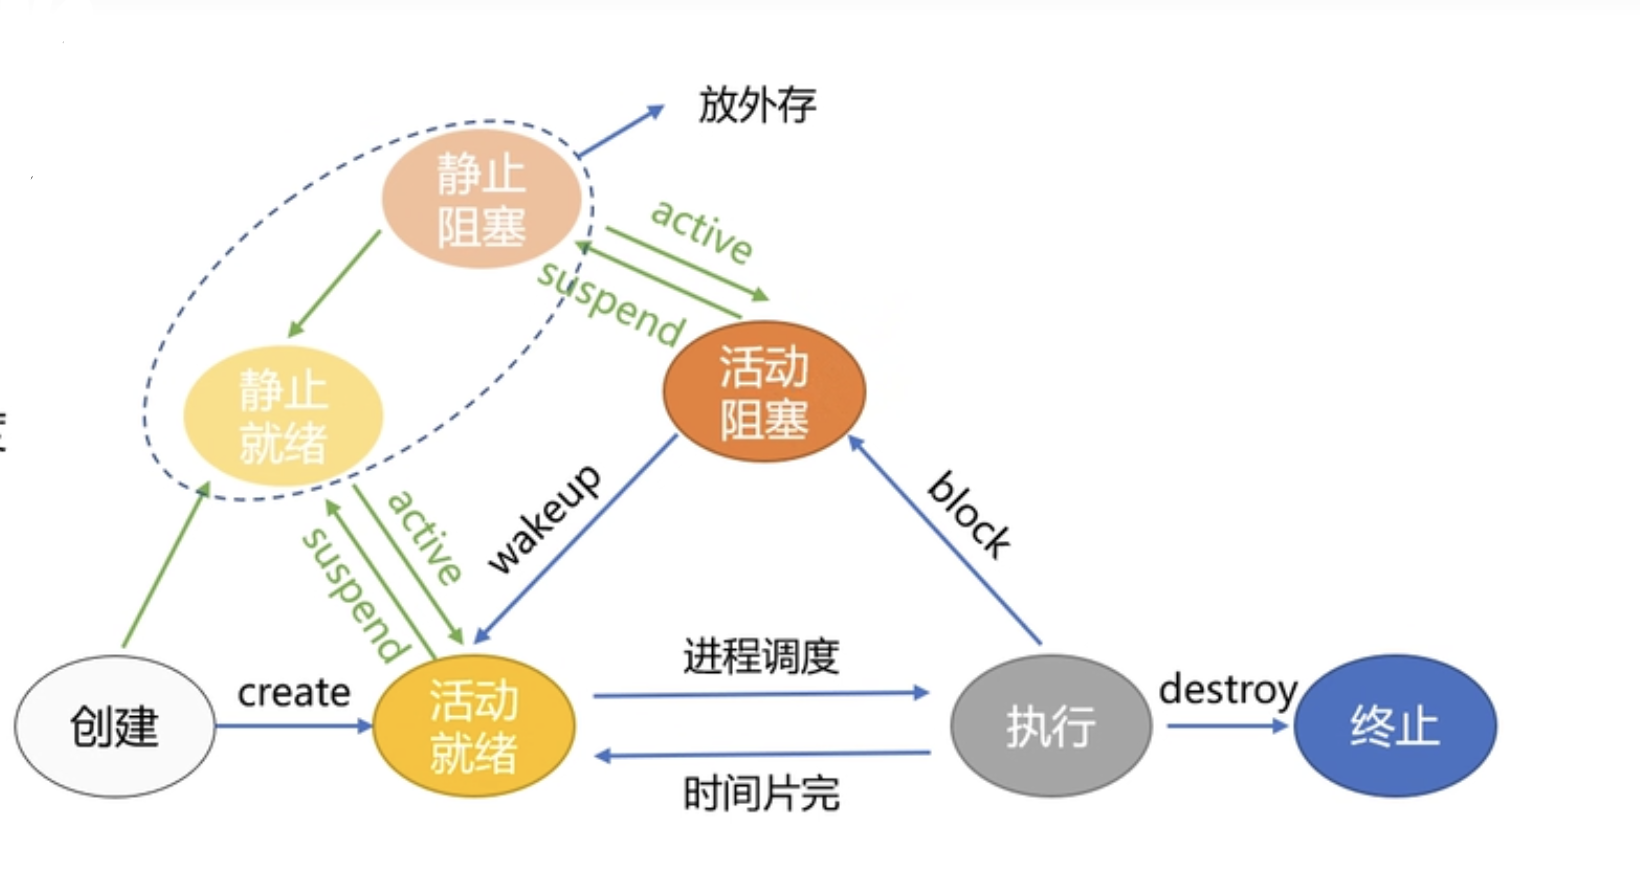 放外存
静止
阻塞
active
suspend
活动
阻塞
静止
就绪
wakeup
block
active
suspend
创建
create
活动
就绪
进程调度
时间片完
执行
destroy
终止